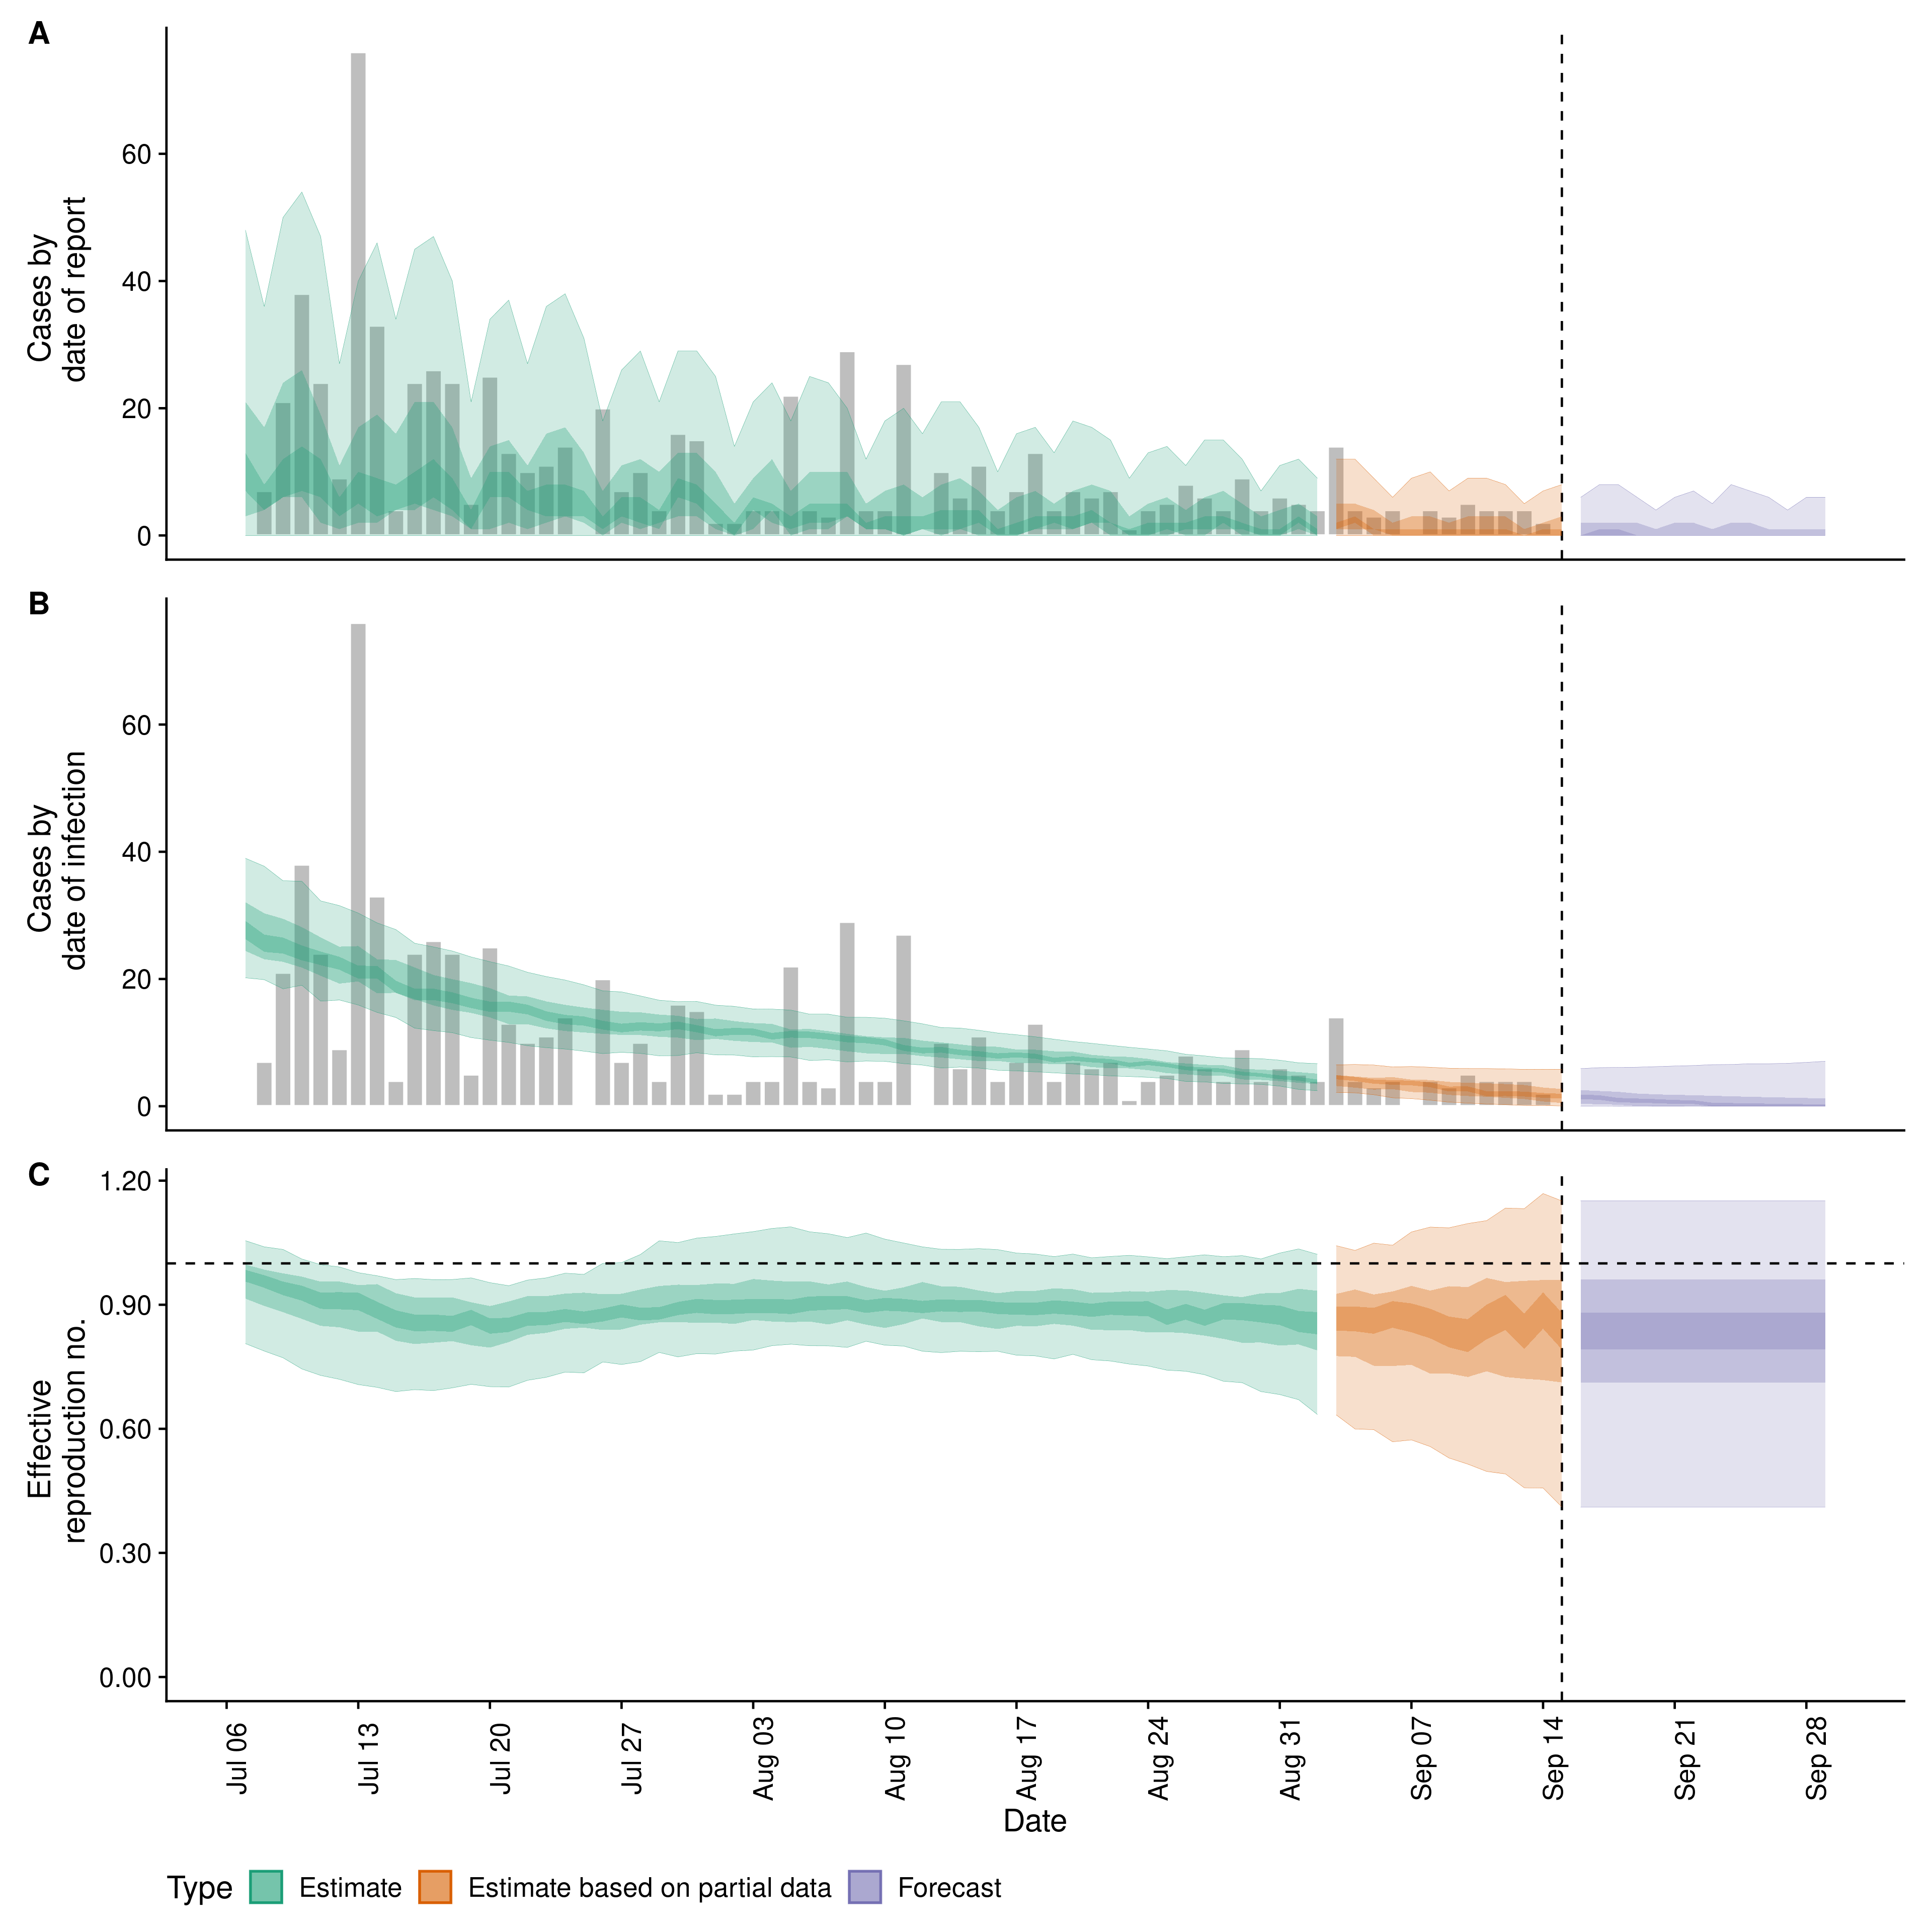 A
Cases by
date of report
60
40
20
0
B
Cases by
date of infection
60
40
20
0
C
Effective
reproduction no.
1.20
0.90
0.60
0.30
0.00
Jul 06
Jul 13
Jul 20
Jul 27
Aug 03
Aug 10
Aug 17
Aug 24
Aug 31
Sep 07
Sep 14
Sep 21
Sep 28
Date
Type Estimate Estimate based on partial data Forecast